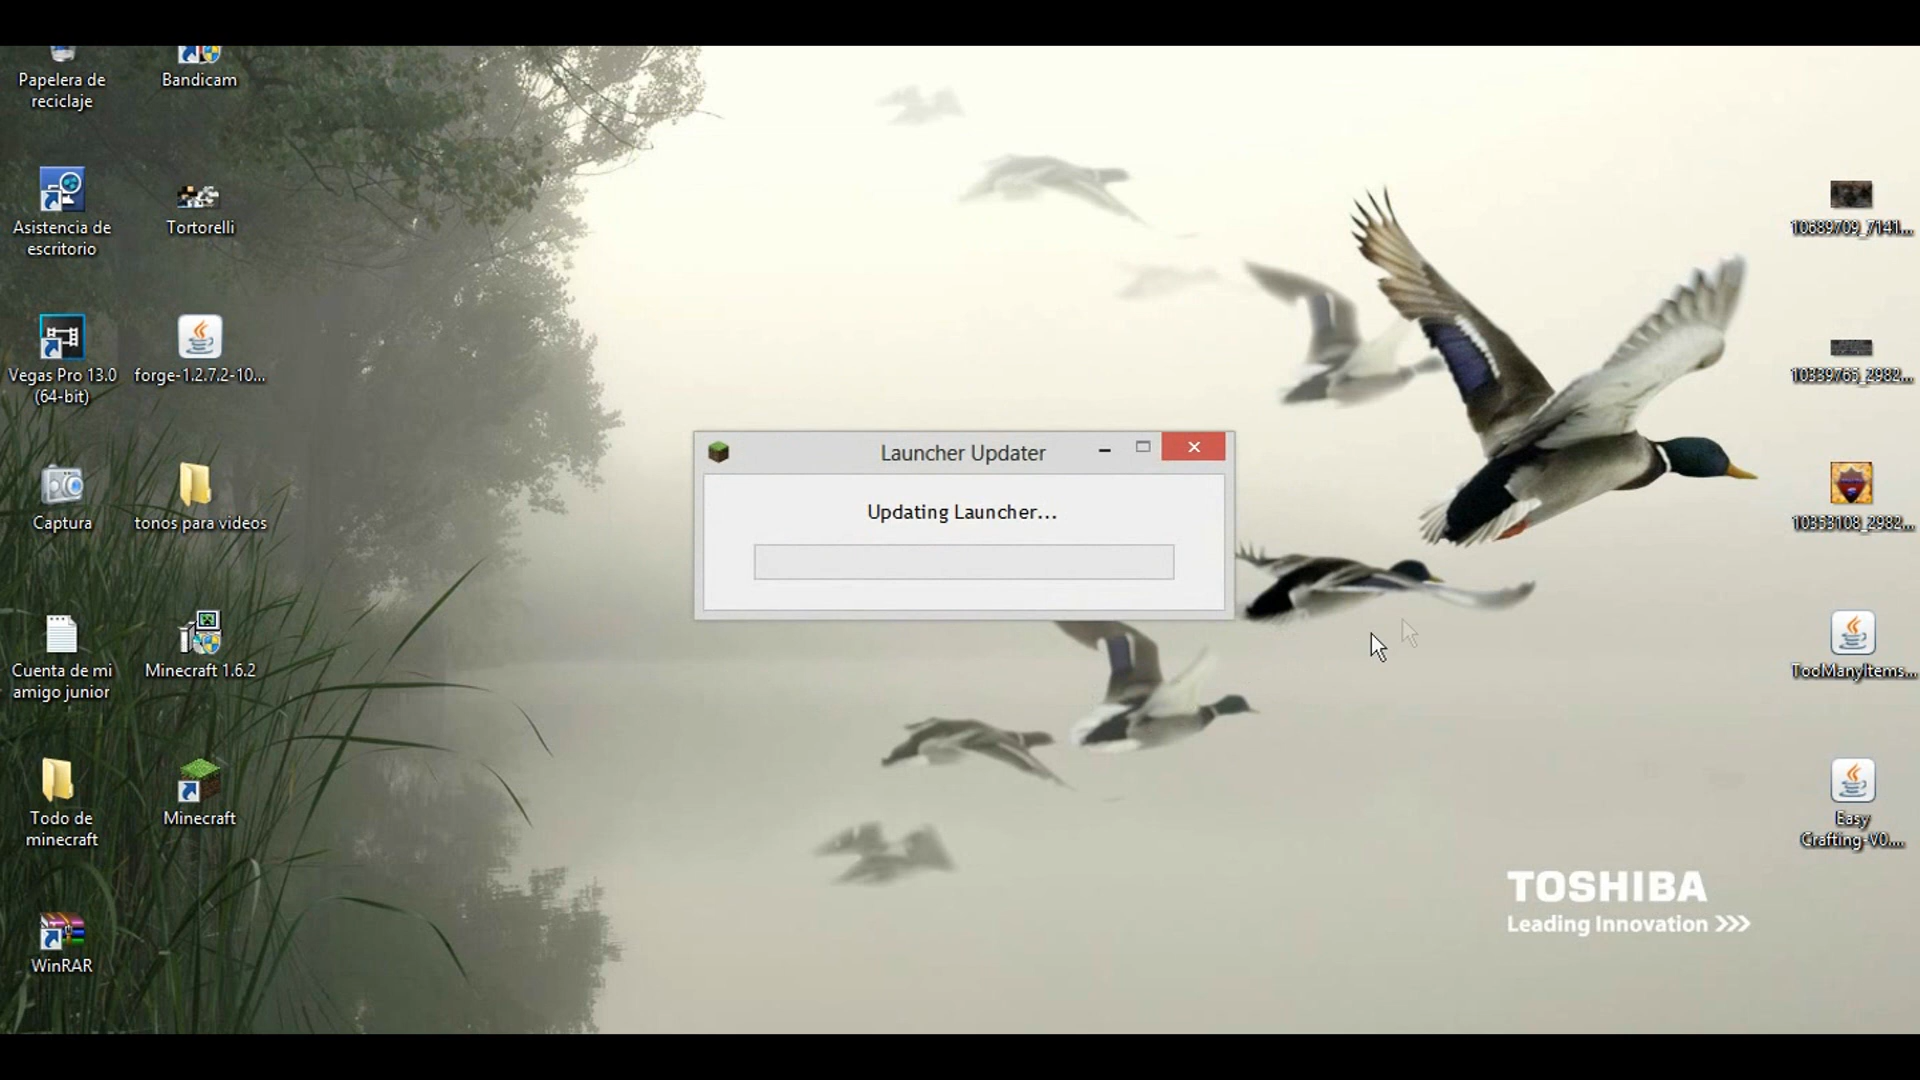 Papelera de
reciclaje
Bandicam
Asistencia de
escritorio
Tortorelli
Vegas Pro 13.0
(64-bit)
forge-1.2.7.2-10...
Captura
tonos para videos
Cuenta de mi
amigo junior
Minecraft 1.6.2
Todo de
minecraft
Minecraft
WinRAR
Launcher Updater
Updating Launcher...
10689709_7141...
10339765_2982...
10353108_2982...
TooManyItems...
Easy
Crafting-V0....
TOSHIBA
Leading Innovation >>>